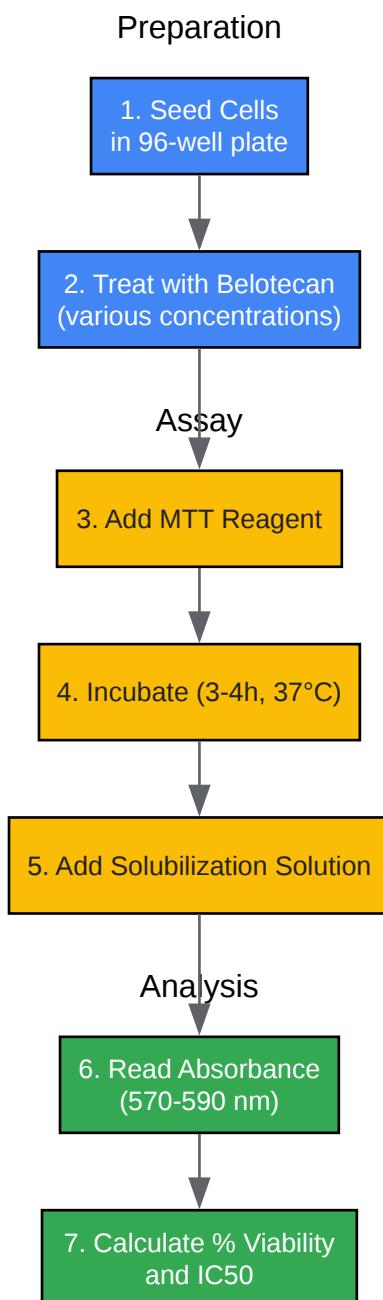 Preparation
1. Seed Cells
in 96-well plate
2. Treat with Belotecan
(various concentrations)
Assay
3. Add MTT Reagent
4. Incubate (3-4h, 37°C)
5. Add Solubilization Solution
Analysis
6. Read Absorbance
(570-590 nm)
7. Calculate % Viability
and IC50